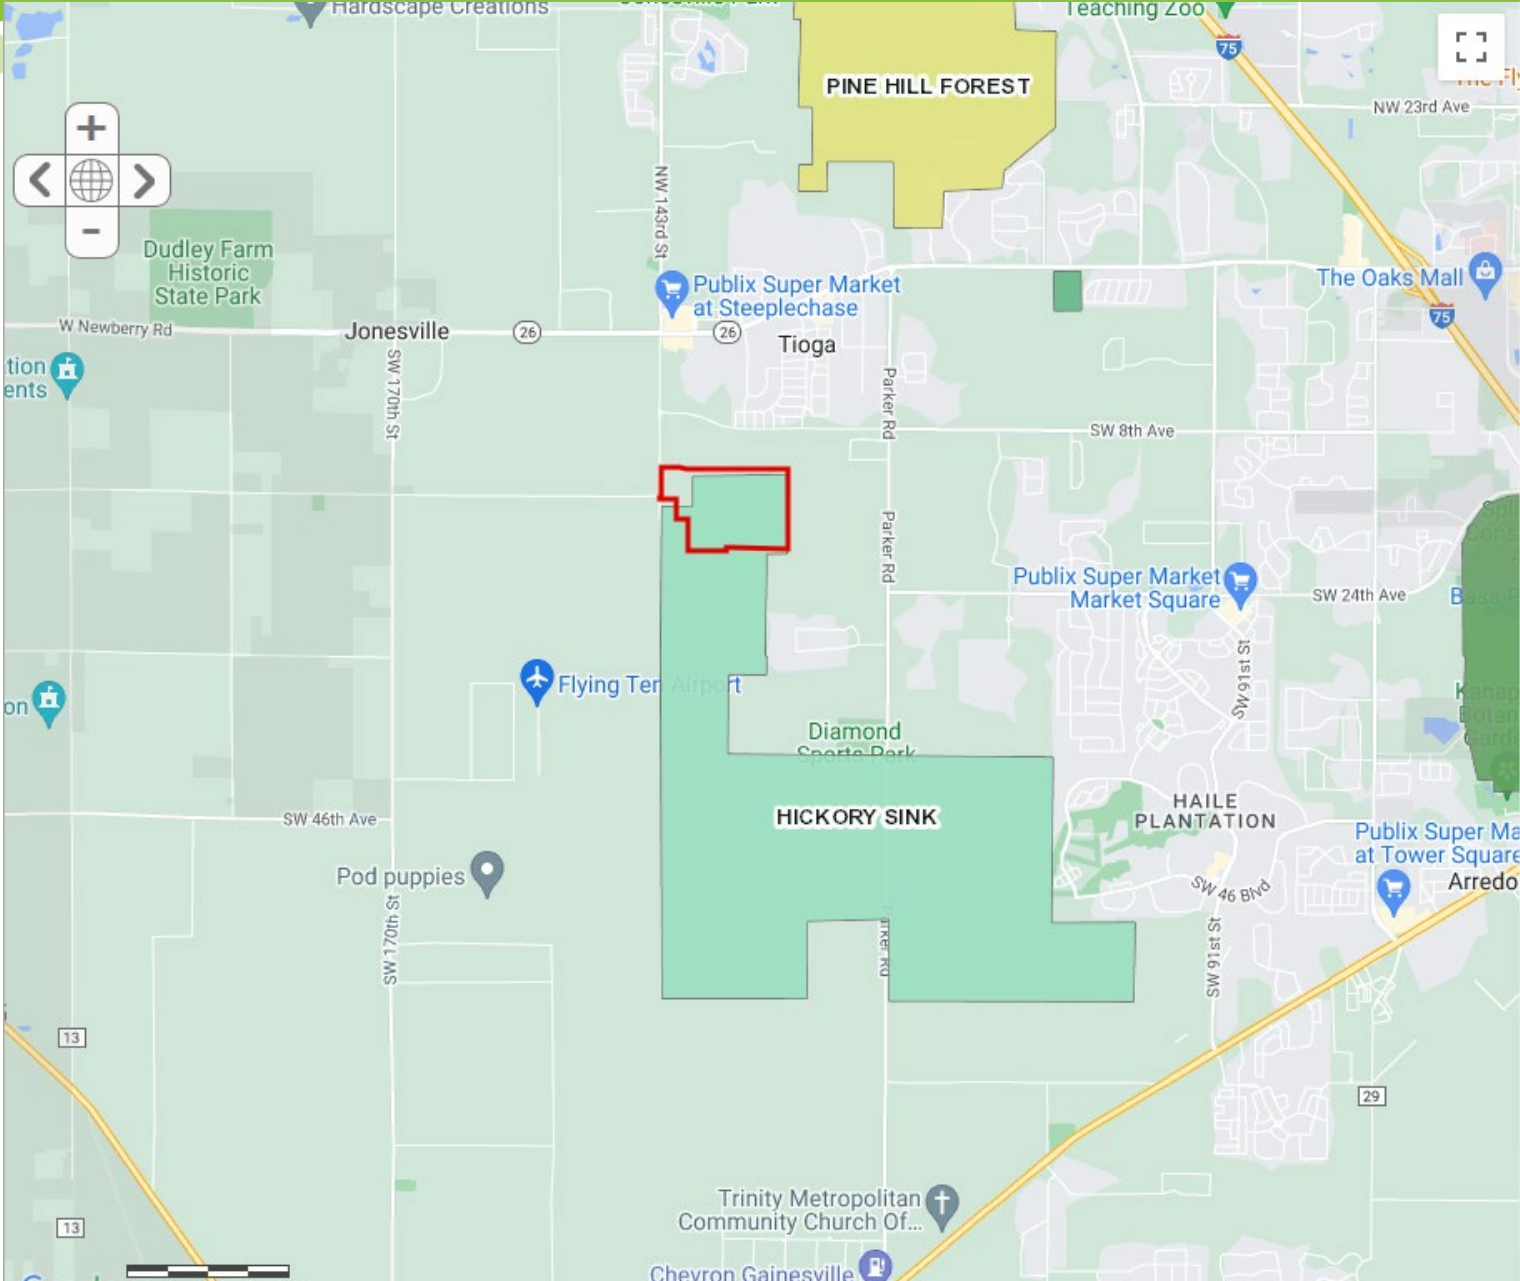 Hardscape Creations
Teaching Zoo
75
PINE HILL FOREST
NW 23rd Ave
+
-
NW 143rd St
Dudley Farm
Historic
State Park
Publix Super Market
at Steeplechase
The Oaks Mall
75
W Newberry Rd
Jonesville
26
26
Tioga
SW 170th St
Parker Rd
SW 8th Ave
Parker Rd
Publix Super Market
Market Square
SW 24th Ave
SW 91st St
Flying Ten Airport
Diamond
Sports Park
HICKORY SINK
HAILE
PLANTATION
SW 46th Ave
Publix Super Ma
at Tower Square
Arredo
Pod puppies
SW 46 Blvd
SW 170th St
Parker Rd
SW 91st St
13
29
13
Trinity Metropolitan
Community Church Of...
Chevron Gainesville